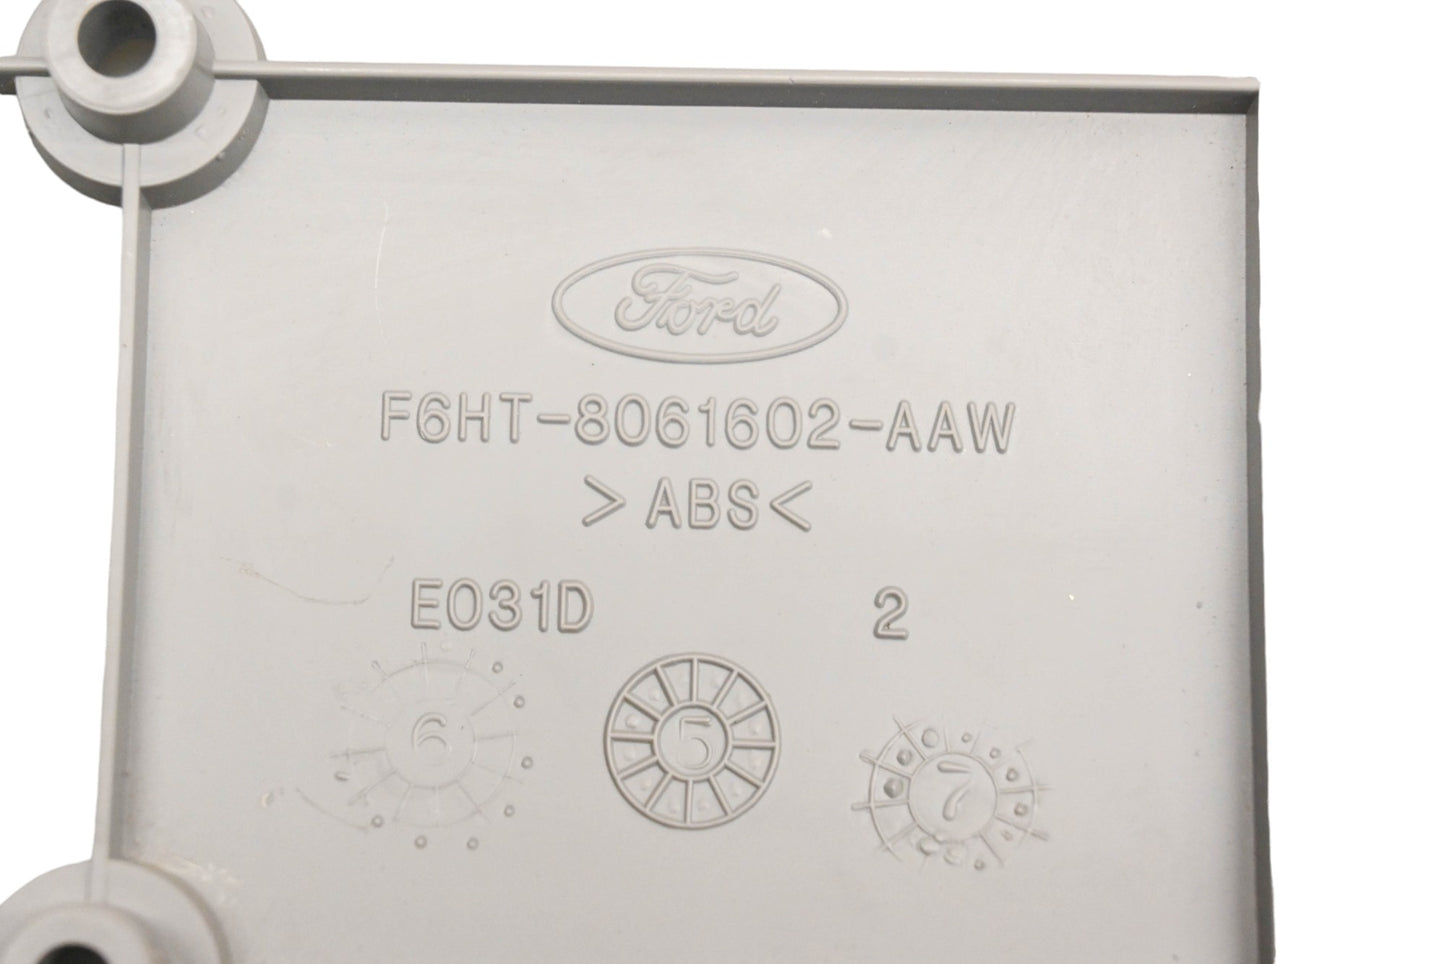 Ford
F6HT-8061602-AAW
>ABS<
E031D 2
6 5 7